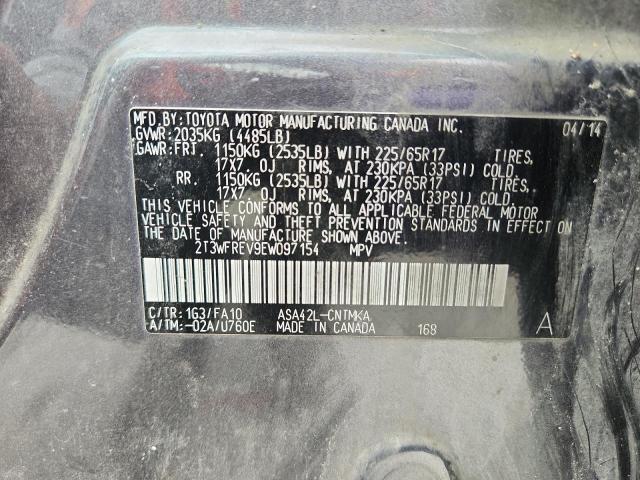 MFD.BY:TOYOTA MOTOR MANUFACTURING CANADA INC. 04/14
GVWR:2035KG (4485LB)
GAWR:FRT. 1150KG (2535LB) WITH 225/65R17 TIRES,
17X7 OJ RIMS, AT 230KPA (33PSI) COLD.
RR. 1150KG (2535LB) WITH 225/65R17 TIRES,
17X7 OJ RIMS, AT 230KPA (33PSI) COLD.
THIS VEHICLE CONFORMS TO ALL APPLICABLE FEDERAL MOTOR
VEHICLE SAFETY AND THEFT PREVENTION STANDARDS IN EFFECT ON
THE DATE OF MANUFACTURE SHOWN ABOVE.
2T3WFREV9EW097154 MPV
C/TR:1G3/FA10 ASA42L-CNTMKA
A/TM:-02A/U760E MADE IN CANADA 168 A